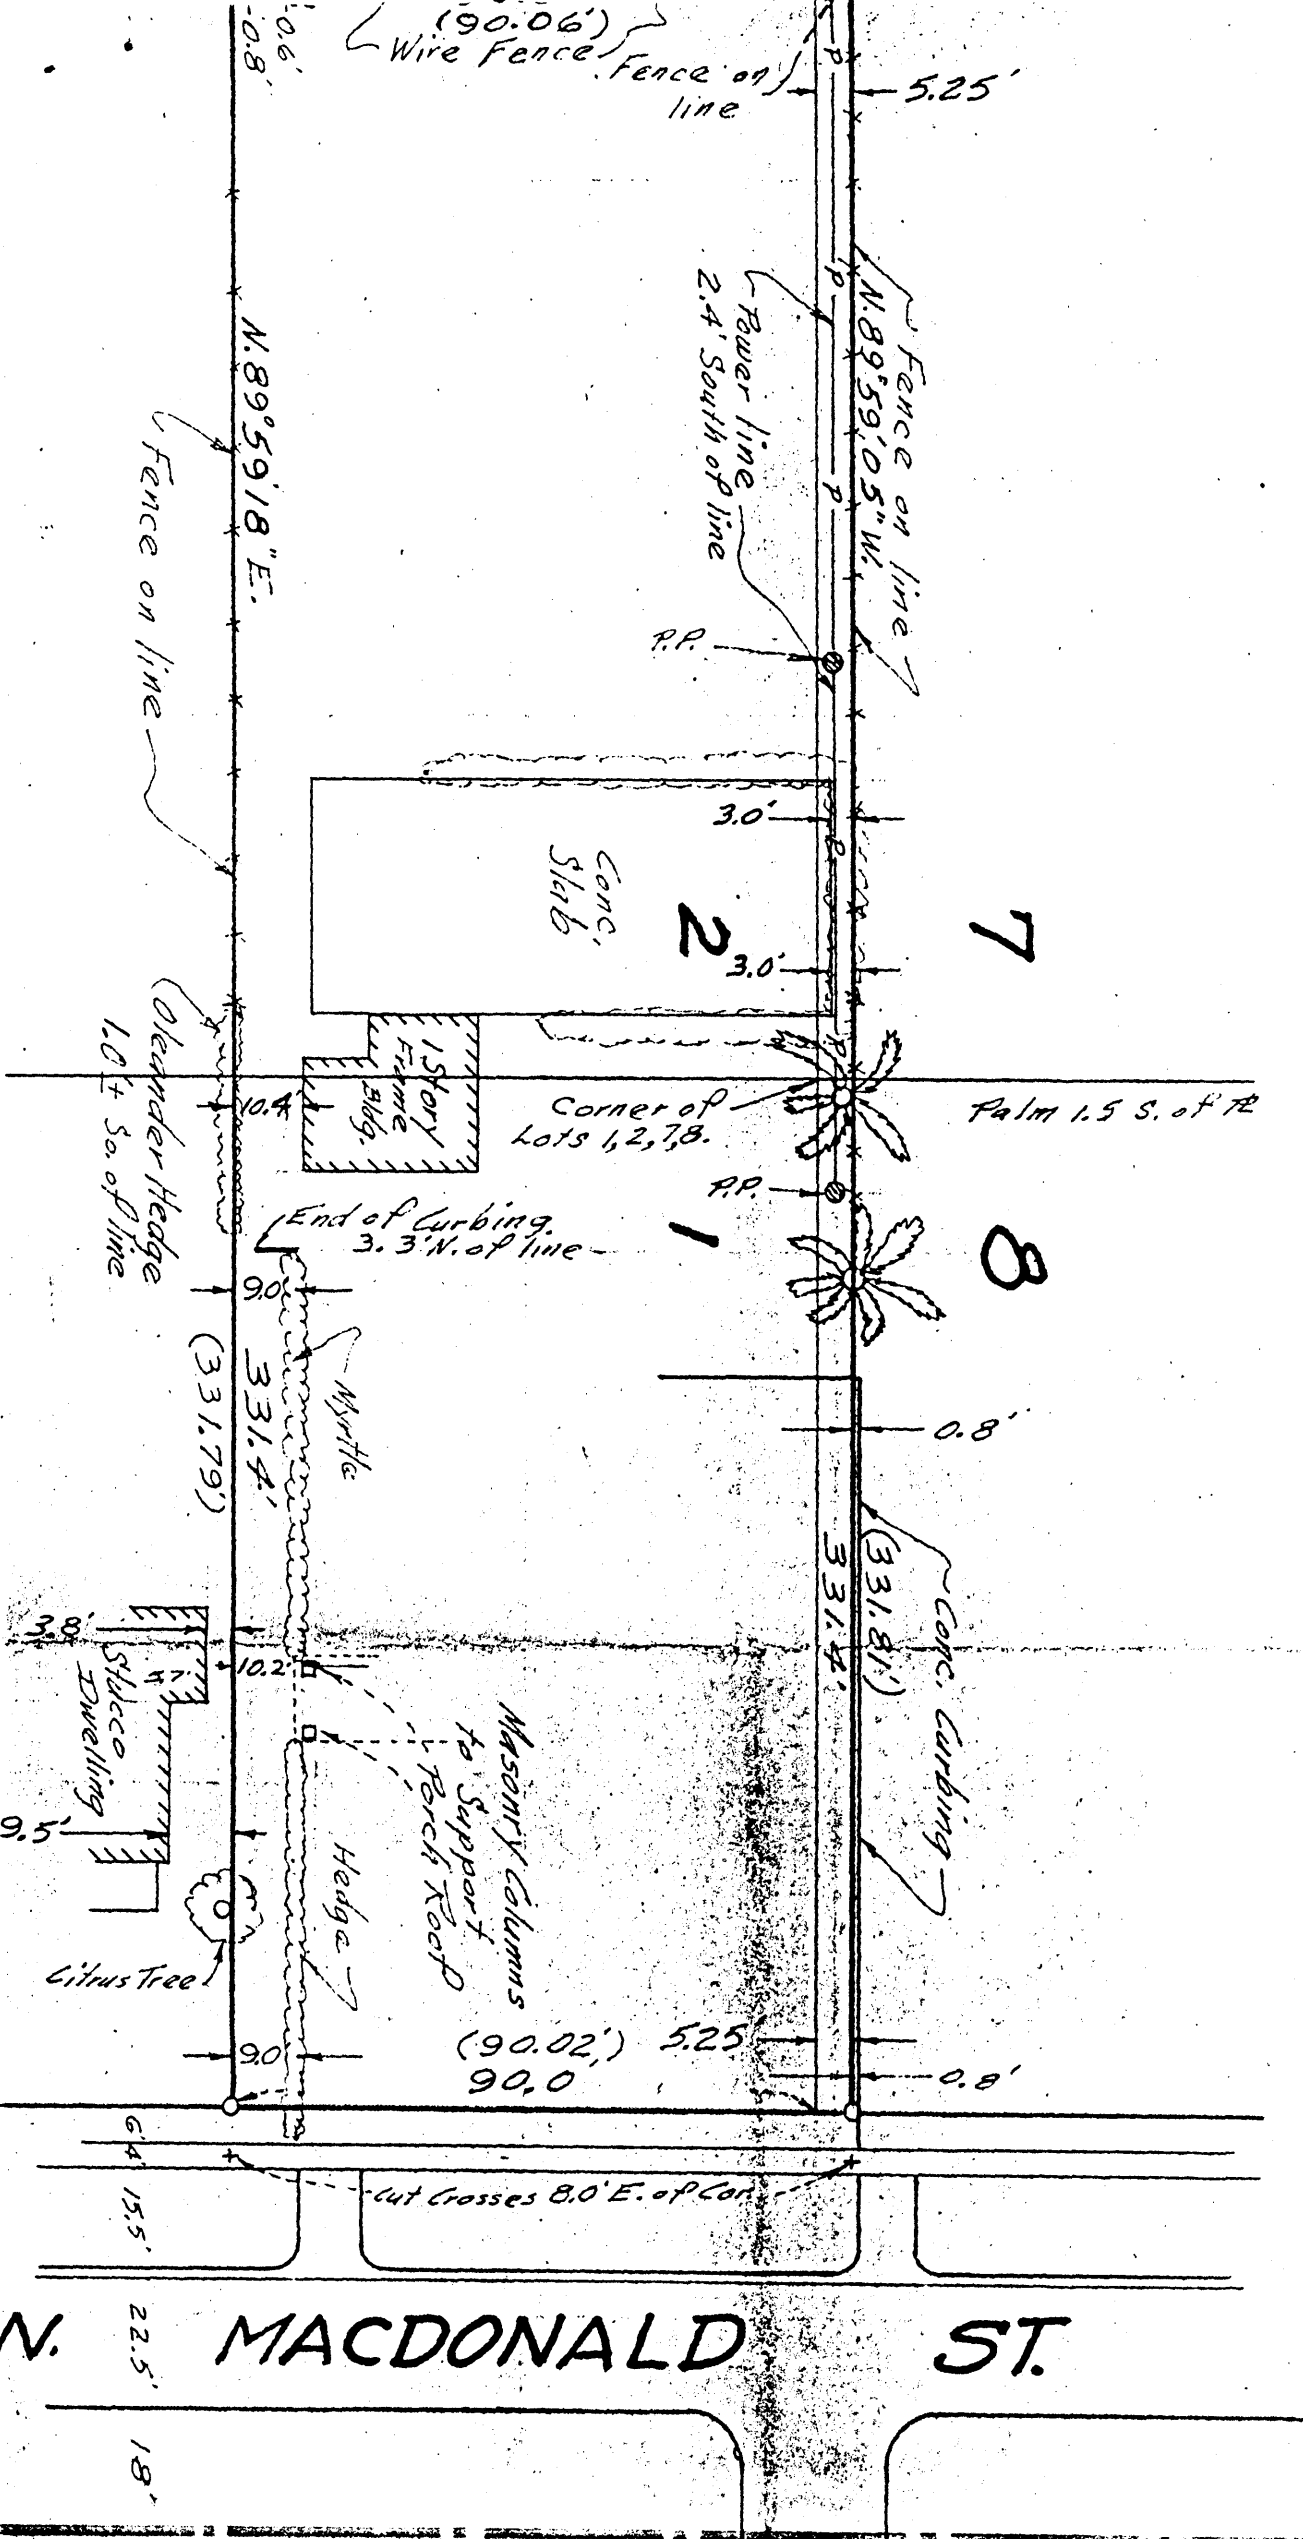 0.6'
0.8'
(90.06')
Wire Fence
Fence on
line
5.25'
P
P
P
Fence on line
N.89°59'05"W.
Power line
2.4' South of line
N.89°59'18"E.
Fence on line
P.P.
3.0'
Conc.
Slab
2
7
3.0'
P
P
1 Story
Frame
Bldg.
10.4'
Corner of
Lots 1,2,7,8.
Palm 1.5 S. of
Oleander Hedge
1.0'± So. of line
P.P.
1
8
End of Curbing.
3.3' N. of line
9.0
Myrtle
331.4'
(331.79')
0.8'
(331.81')
331.4'
Conc. Curbing
3.8'
10.2'
Stucco
Dwelling
9.5'
Masonry Columns
to Support
Porch Roof
Hedge
Citrus Tree
9.0'
(90.02')
90.0
5.25'
0.8'
Cut Crosses 8.0' E. of Cor.
6'
4'
15.5'
22.5'
18'
N. MACDONALD ST.